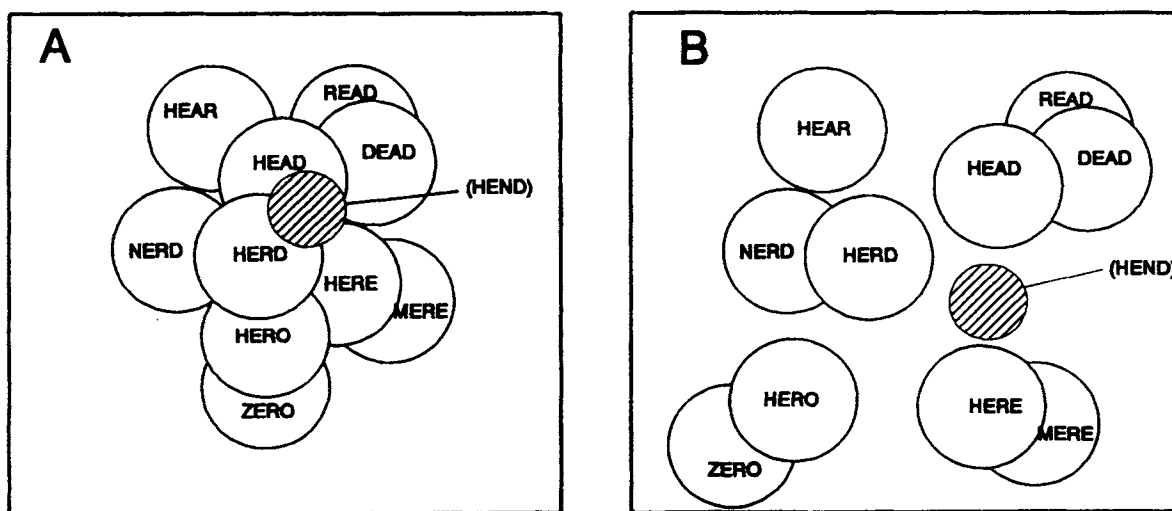 A
HEAR
READ
HEAD
DEAD
(HEND)
NERD
HERD
HERE
MERE
HERO
ZERO
B
HEAR
READ
HEAD
DEAD
NERD
HERD
(HEND)
HERO
HERE
MERE
ZERO